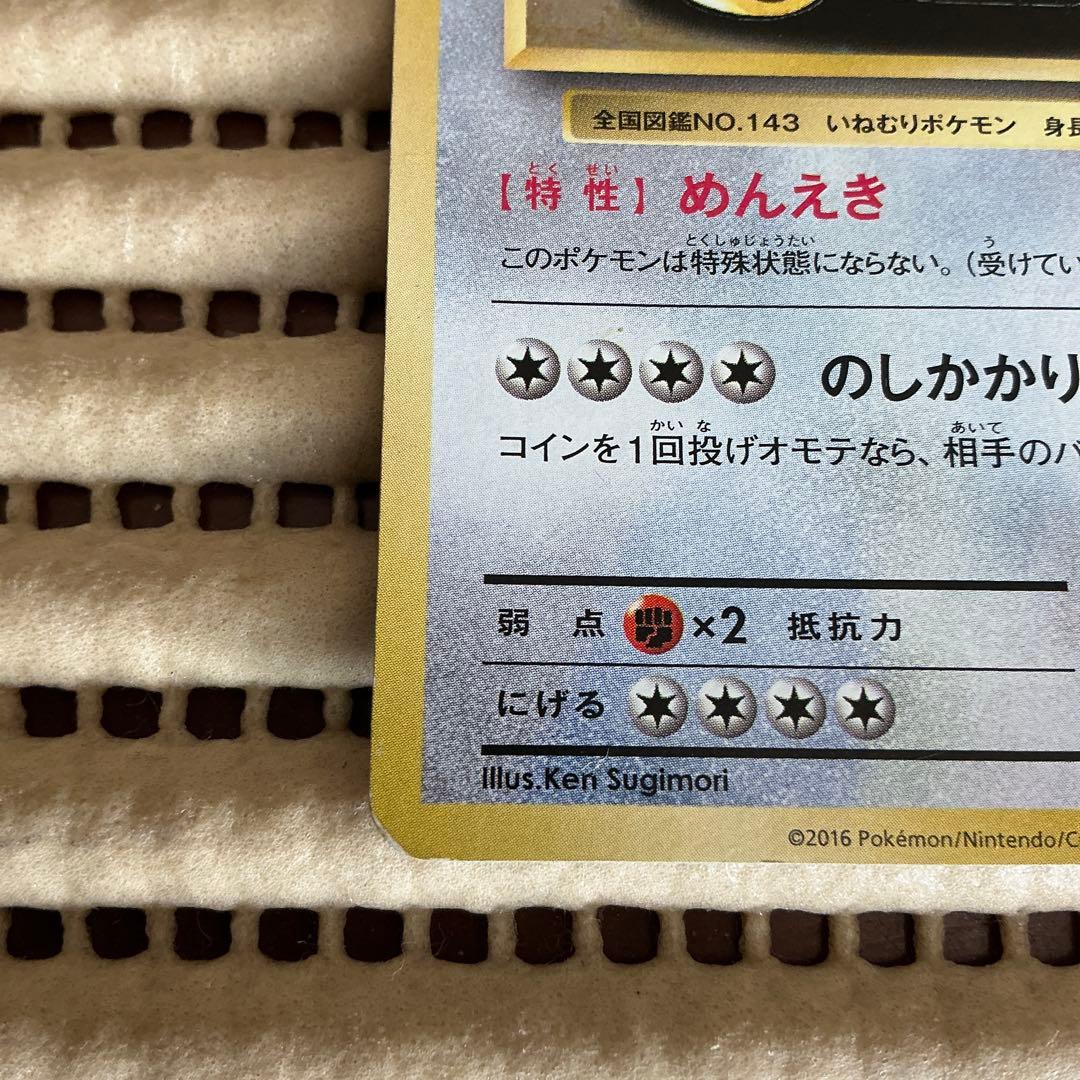 全国図鑑NO.143 いねむりポケモン 身長
とくせい
【特性】めんえき
とくしゅじょうたい う
このポケモンは特殊状態にならない。(受けてい
のしかかり
かいな あいて
コインを1回投げオモテなら、相手のバ
弱点 ×2 抵抗力
にげる
Illus.Ken Sugimori
©2016 Pokémon/Nintendo/C